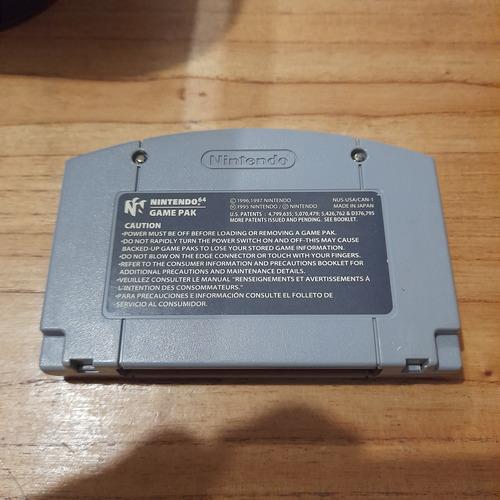 Nintendo
NINTENDO 64
GAME PAK
© 1996,1997 NINTENDO
Ⓜ 1995 NINTENDO / © NINTENDO
NUS-USA/CAN-1
MADE IN JAPAN
U.S. PATENTS : 4,799,635; 5,070,479; 5,426,762 & D376,795
MORE PATENTS ISSUED AND PENDING. SEE BOOKLET.
CAUTION
•POWER MUST BE OFF BEFORE LOADING OR REMOVING A GAME PAK.
•DO NOT RAPIDLY TURN THE POWER SWITCH ON AND OFF-THIS MAY CAUSE
BACKED-UP GAME PAKS TO LOSE YOUR STORED GAME INFORMATION.
•DO NOT BLOW ON THE EDGE CONNECTOR OR TOUCH WITH YOUR FINGERS.
•REFER TO THE CONSUMER INFORMATION AND PRECAUTIONS BOOKLET FOR
ADDITIONAL PRECAUTIONS AND MAINTENANCE DETAILS.
•VEUILLEZ CONSULTER LE MANUAL "RENSEIGNEMENTS ET AVERTISSEMENTS À
L'INTENTION DES CONSOMMATEURS."
•PARA PRECAUCIONES E INFORMACIÓN CONSULTE EL FOLLETO DE
SERVICIO AL CONSUMIDOR.